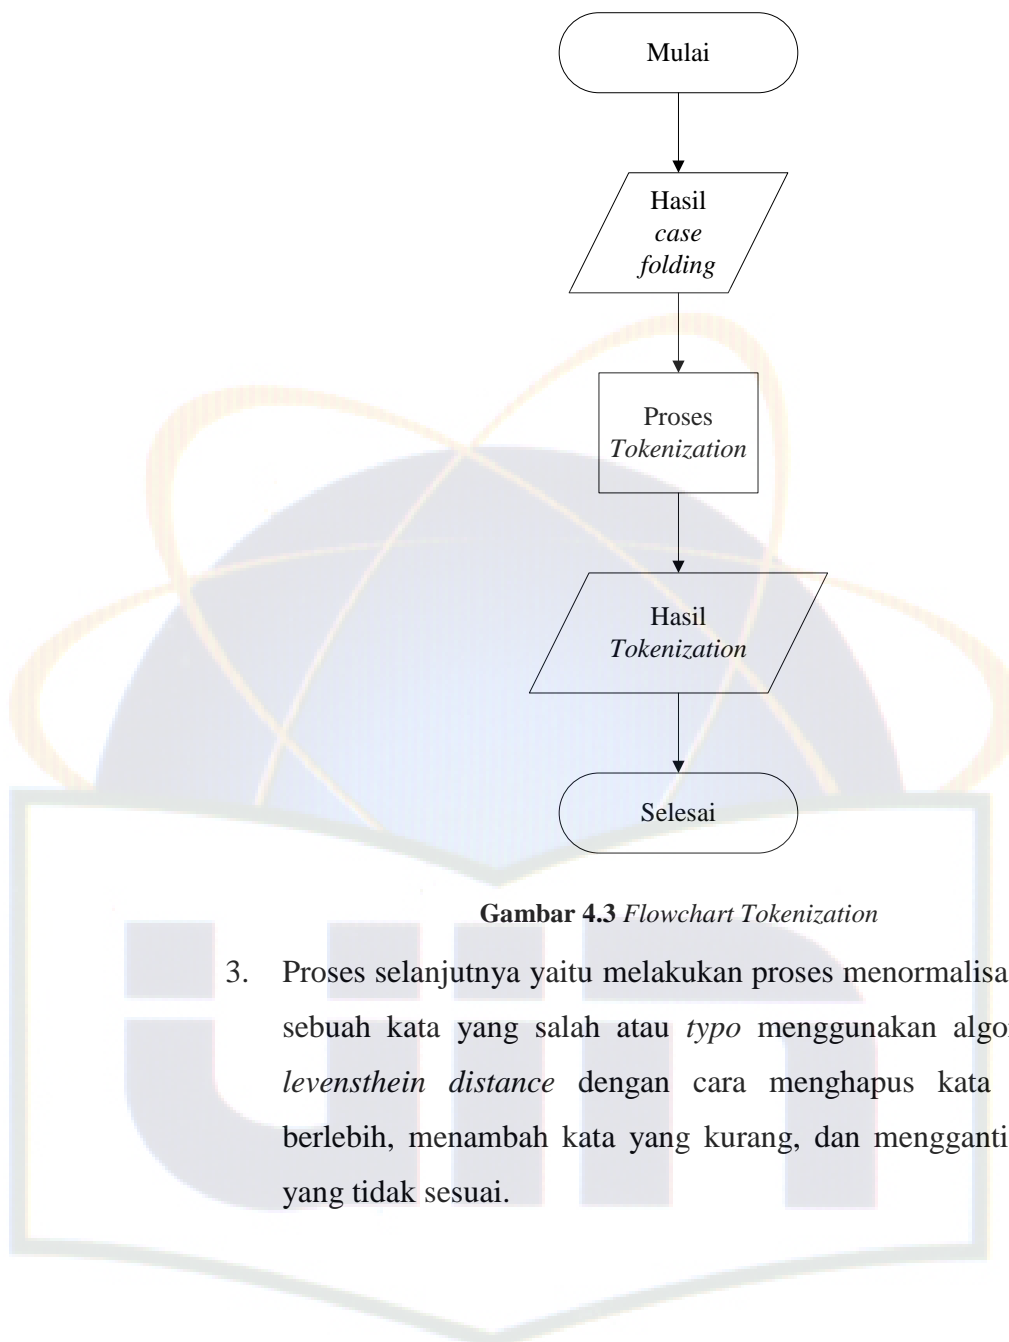 Mulai
Hasil
case
folding
Proses
Tokenization
Hasil
Tokenization
Selesai
Gambar 4.3 Flowchart Tokenization
3. Proses selanjutnya yaitu melakukan proses menormalisa
sebuah kata yang salah atau typo menggunakan algo
levensthein distance dengan cara menghapus kata
berlebih, menambah kata yang kurang, dan mengganti
yang tidak sesuai.
uin